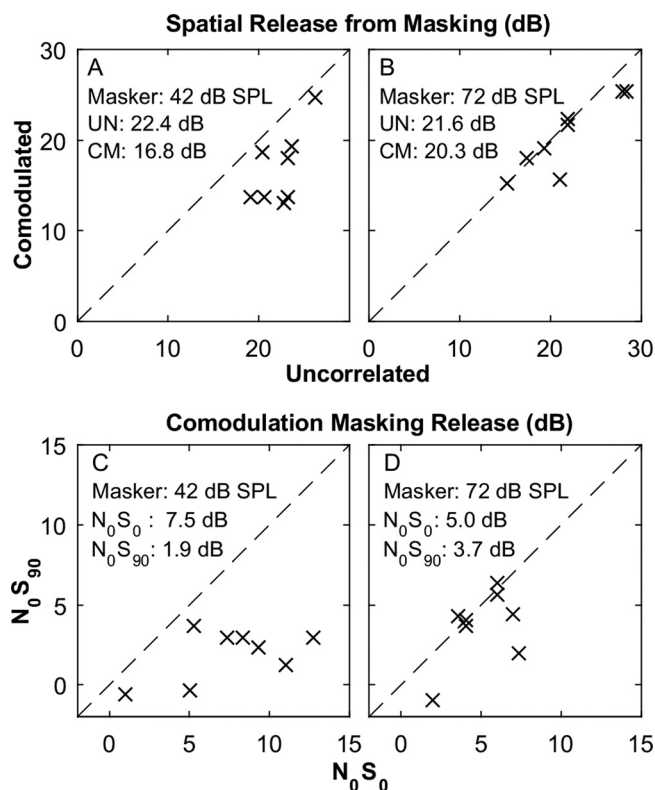 Spatial Release from Masking (dB)
30
A
B
Masker: 42 dB SPL
Masker: 72 dB SPL
UN: 22.4 dB
UN: 21.6 dB
CM: 16.8 dB
CM: 20.3 dB
20
Comodulated
10
0
0
10
20
0
10
20
30
Uncorrelated
Comodulation Masking Release (dB)
15
C
D
Masker: 42 dB SPL
Masker: 72 dB SPL
N₀S₀ : 7.5 dB
N₀S₀: 5.0 dB
N₀S₉₀: 1.9 dB
N₀S₉₀: 3.7 dB
10
N₀S₉₀
5
0
0
5
10
15
0
5
10
15
N₀S₀